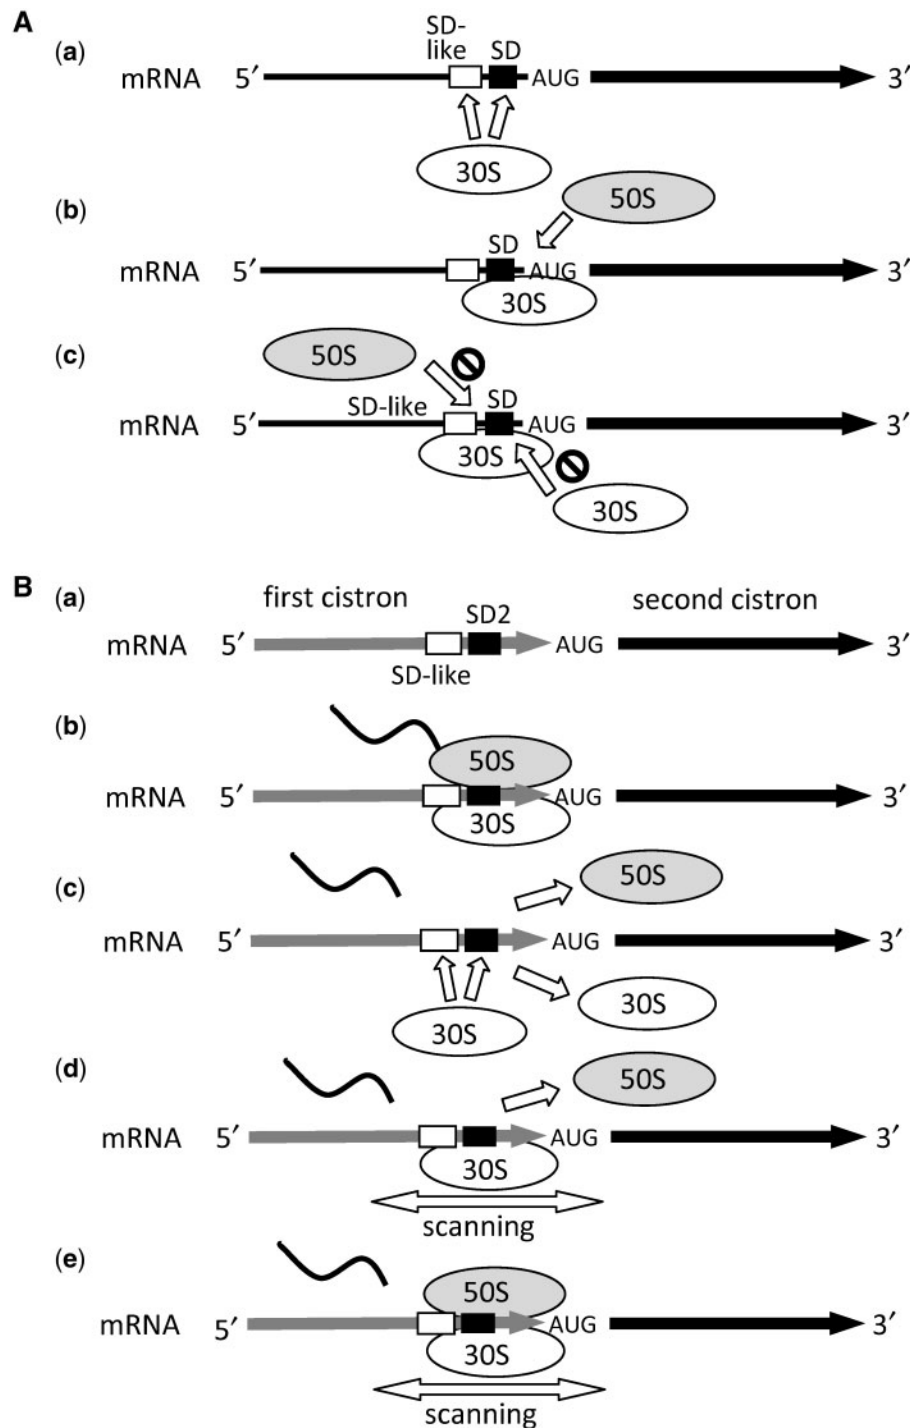 A
(a)
SD-
like SD
mRNA 5′ AUG 3′
30S
50S
(b)
SD
mRNA 5′ AUG 3′
30S
50S
(c)
SD-like SD
mRNA 5′ AUG 3′
30S
30S
B
(a)
first cistron second cistron
SD2
mRNA 5′ AUG 3′
SD-like
(b)
50S
mRNA 5′ AUG 3′
30S
(c)
50S
mRNA 5′ AUG 3′
30S
30S
(d)
50S
mRNA 5′ AUG 3′
30S
scanning
(e)
50S
mRNA 5′ AUG 3′
30S
scanning